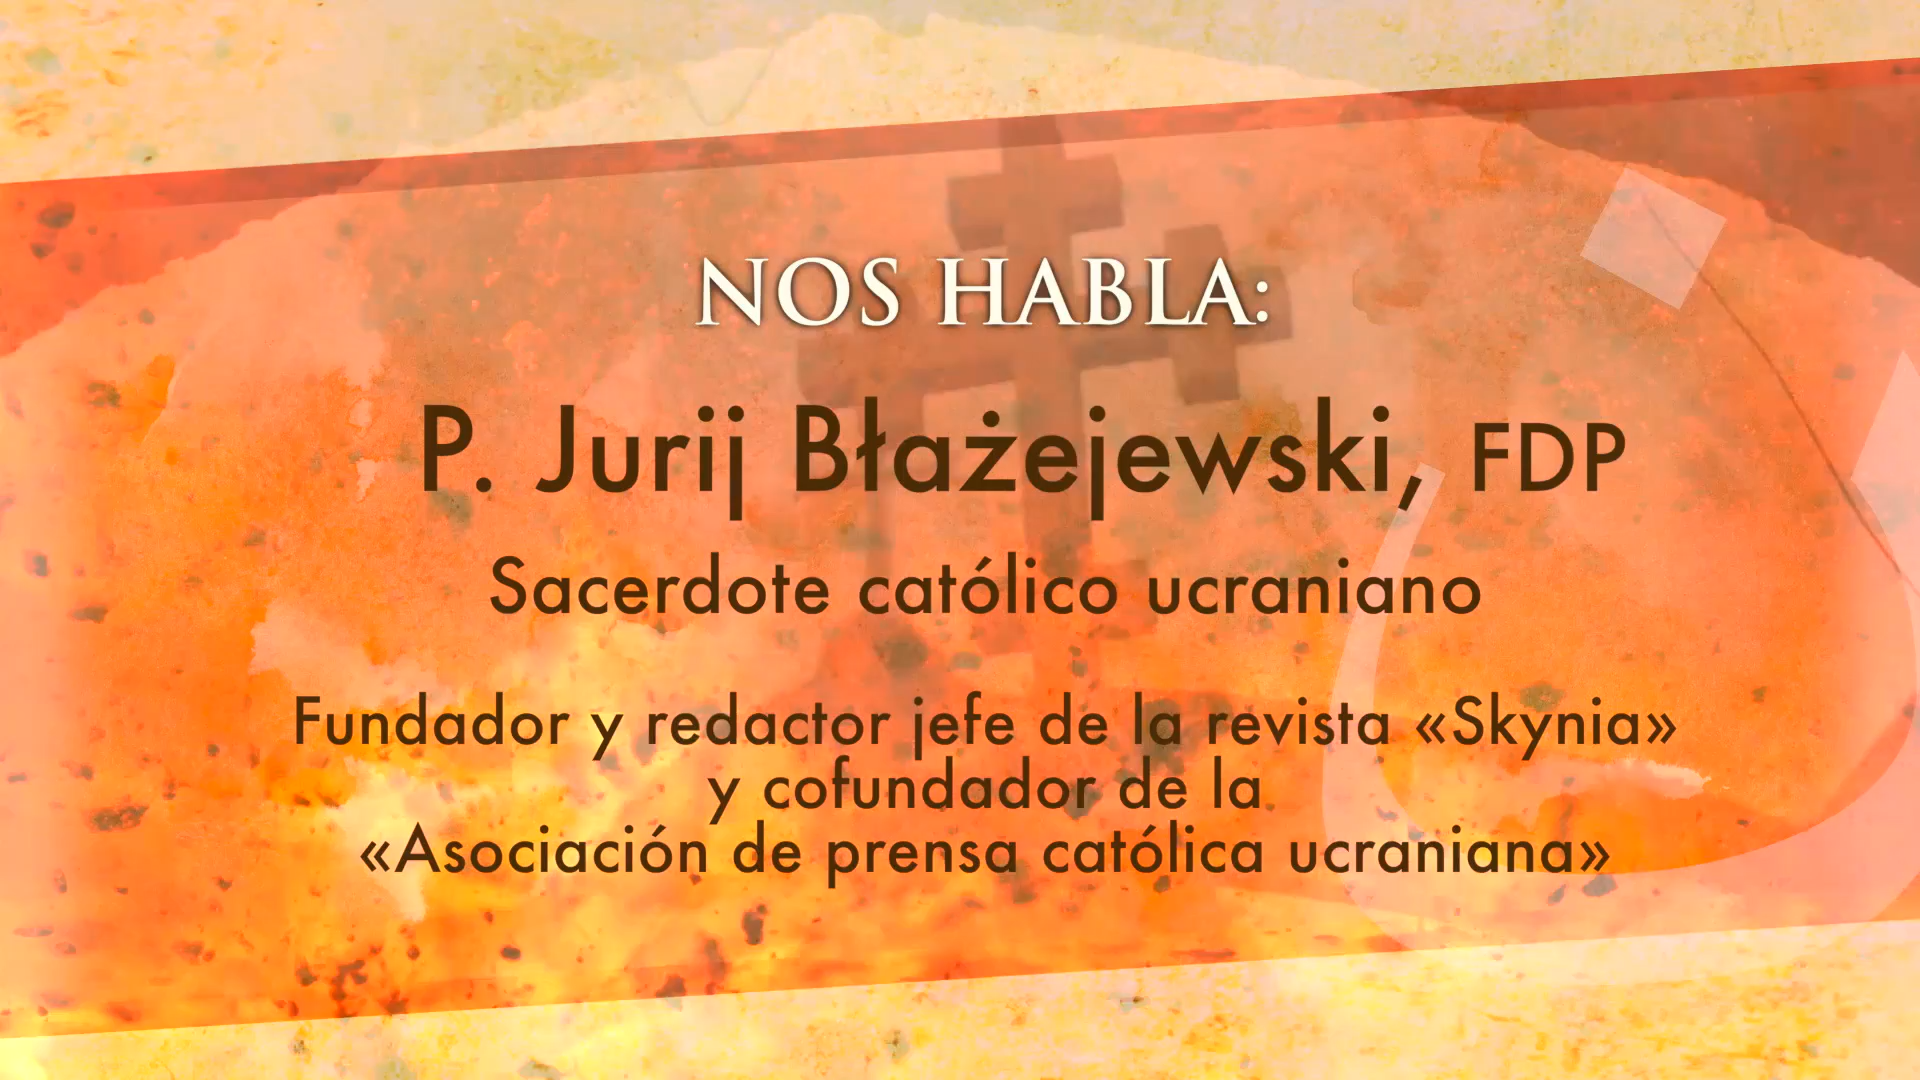 NOS HABLA:
P. Jurij Błażejewski, FDP
Sacerdote católico ucraniano
Fundador y redactor jefe de la revista «Skynia»
y cofundador de la
«Asociación de prensa católica ucraniana»